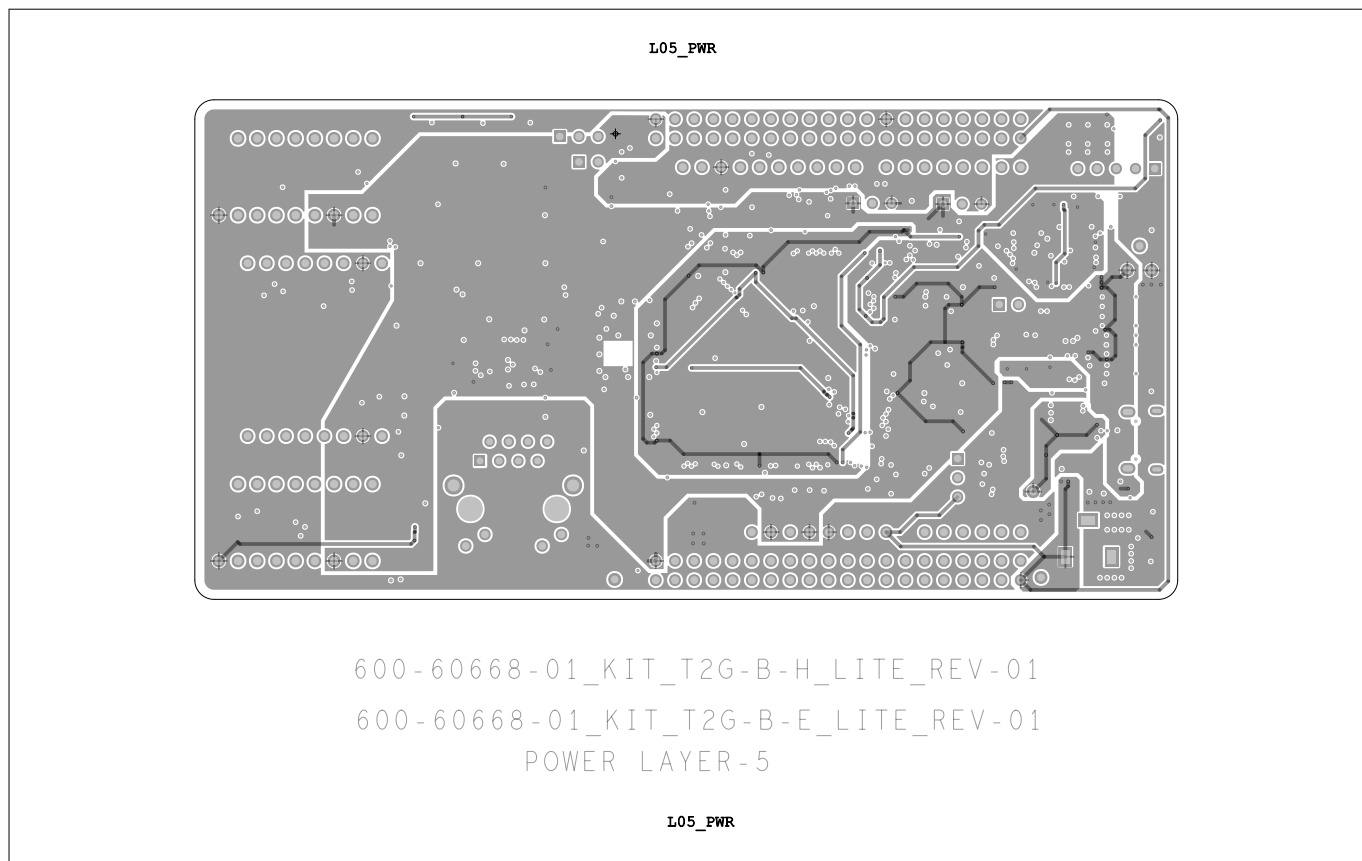 L05_PWR
600-60668-01_KIT_T2G-B-H_LITE_REV-01
600-60668-01_KIT_T2G-B-E_LITE_REV-01
POWER LAYER-5
L05_PWR